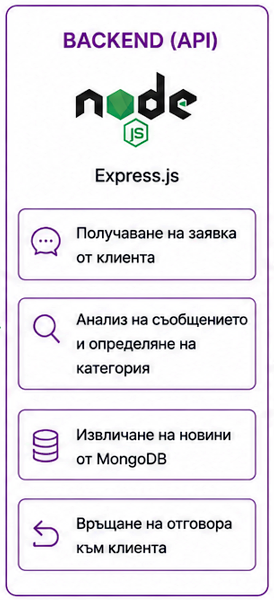 BACKEND (API)
node
JS
Express.js
Получаване на заявка
от клиента
Анализ на съобщението
и определяне на
категория
Извличане на новини
от MongoDB
Връщане на отговора
към клиента